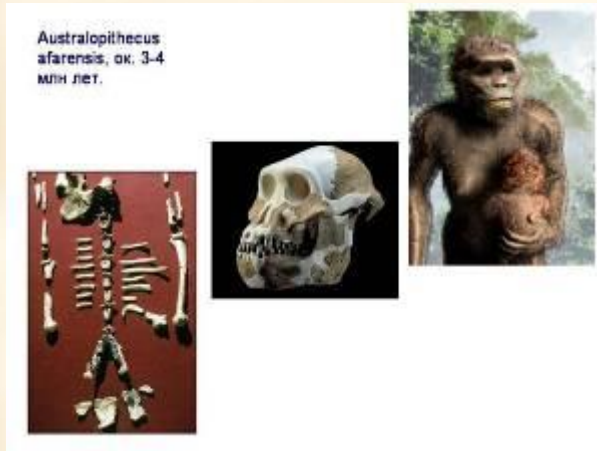 Australopithecus
afarensis, ок. 3-4
млн лет.